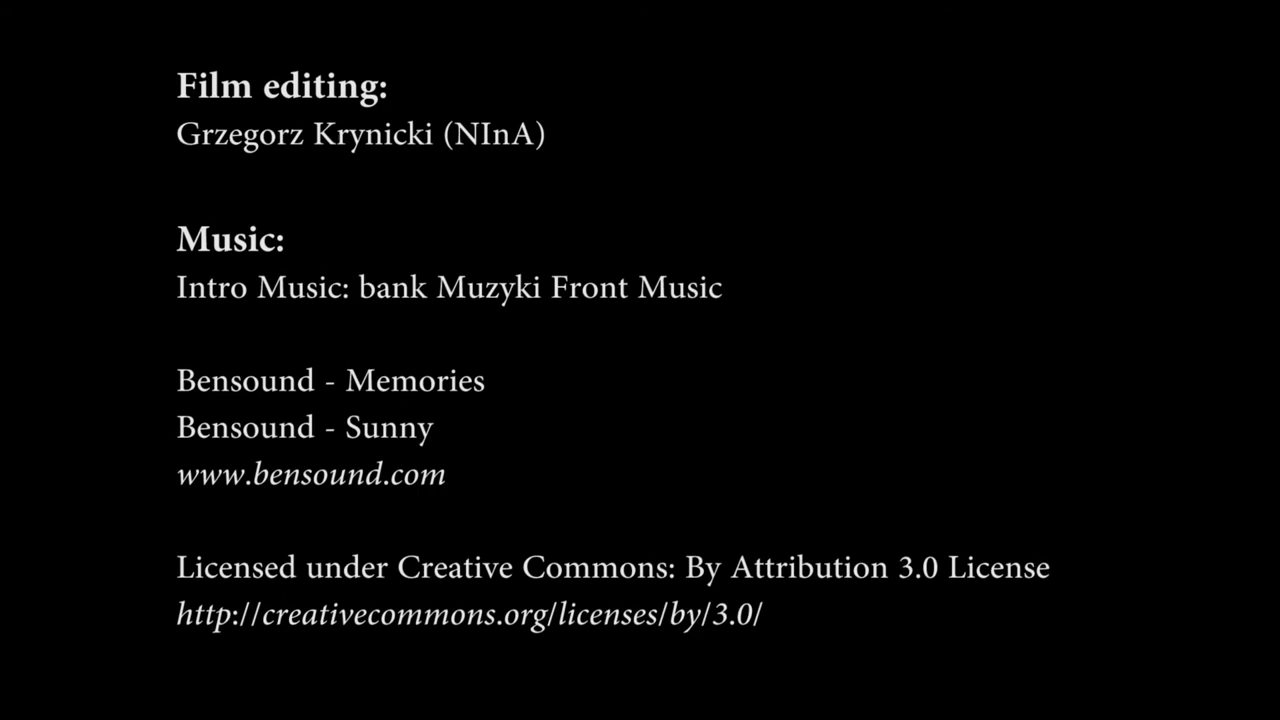 Film editing:
Grzegorz Krynicki (NInA)
Music:
Intro Music: bank Muzyki Front Music
Bensound - Memories
Bensound - Sunny
www.bensound.com
Licensed under Creative Commons: By Attribution 3.0 License
http://creativecommons.org/licenses/by/3.0/